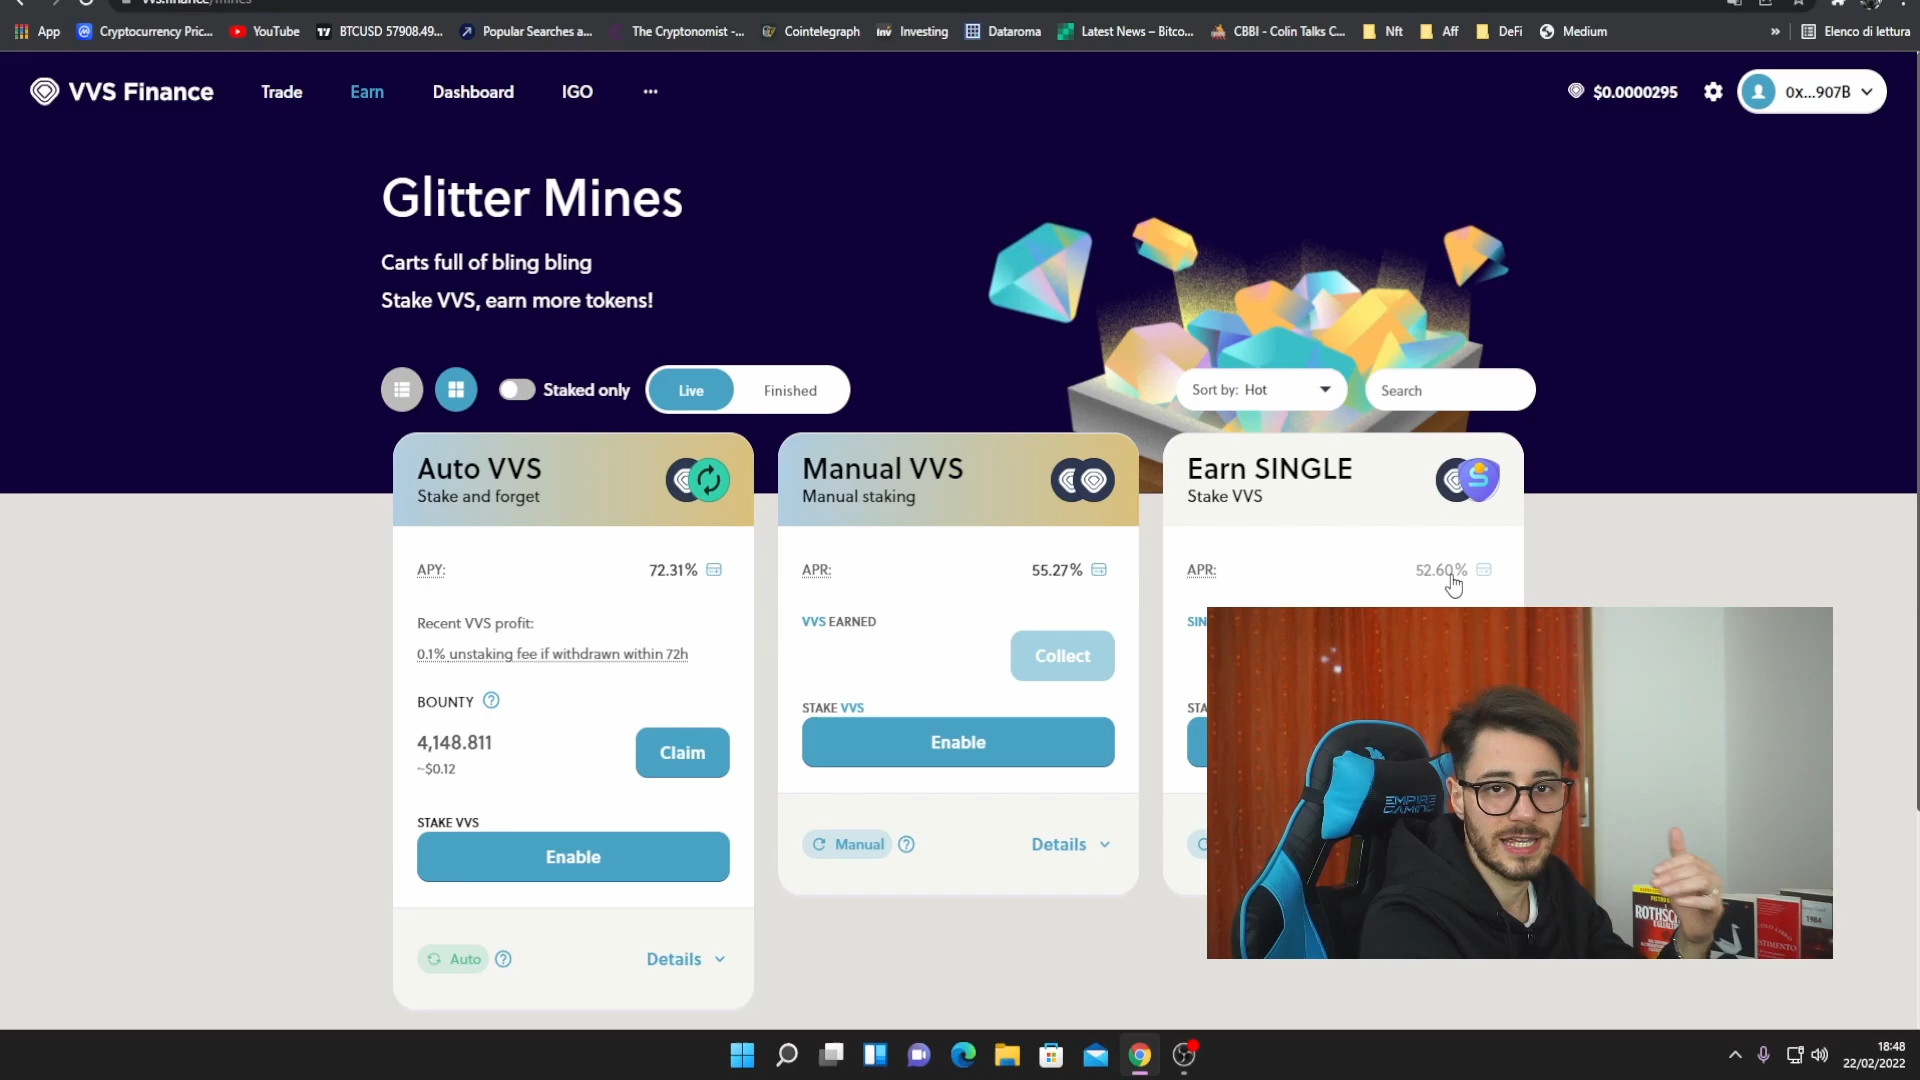 App Cryptocurrency Pric... YouTube BTCUSD 57908.49... Popular Searches a... The Cryptonomist -... Cointelegraph Investing Dataroma Latest News – Bitco... CBBI - Colin Talks C... Nft Aff DeFi Medium » Elenco di lettura
VVS Finance Trade Earn Dashboard IGO ••• $0.0000295 0x...907B
Glitter Mines
Carts full of bling bling
Stake VVS, earn more tokens!
Staked only Live Finished Sort by: Hot Search
Auto VVS
Stake and forget
APY: 72.31%
Recent VVS profit:
0.1% unstaking fee if withdrawn within 72h
BOUNTY ?
4,148.811
~$0.12
Claim
STAKE VVS
Enable
Auto ? Details
Manual VVS
Manual staking
APR: 55.27%
VVS EARNED
Collect
STAKE VVS
Enable
Manual ? Details
Earn SINGLE
Stake VVS
APR: 52.60%
SIN
STA
EMPIRE
GAMING
ROTHSC
1984
18:48
22/02/2022